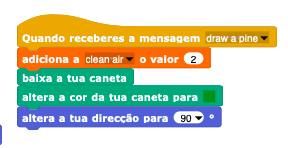 Quando receberes a mensagem draw a pine
adiciona a clean air o valor 2
baixa a tua caneta
altera a cor da tua caneta para
altera a tua direcção para 90 °